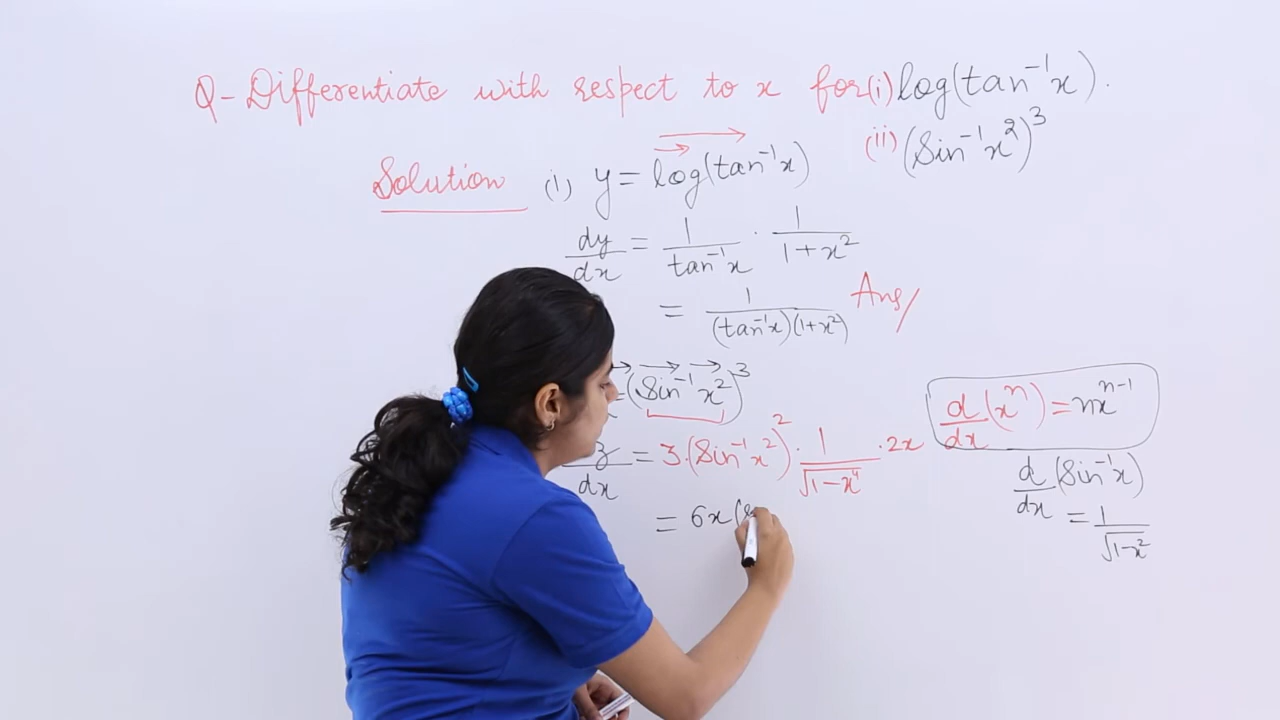 Q- Differentiate with respect to x for (i) log(tan⁻¹x).
(ii) (Sin⁻¹x²)³
Solution (i) y = log(tan⁻¹x)
dy/dx = 1/tan⁻¹x · 1/1+x²
= 1/(tan⁻¹x)(1+x²) Ans/
(Sin⁻¹x²)³
/dx = 3·(Sin⁻¹x²)² · 1/√1-x⁴ · 2x
= 6x(
d/dx (xⁿ) = nxⁿ⁻¹
d/dx (Sin⁻¹x)
= 1/√1-x²